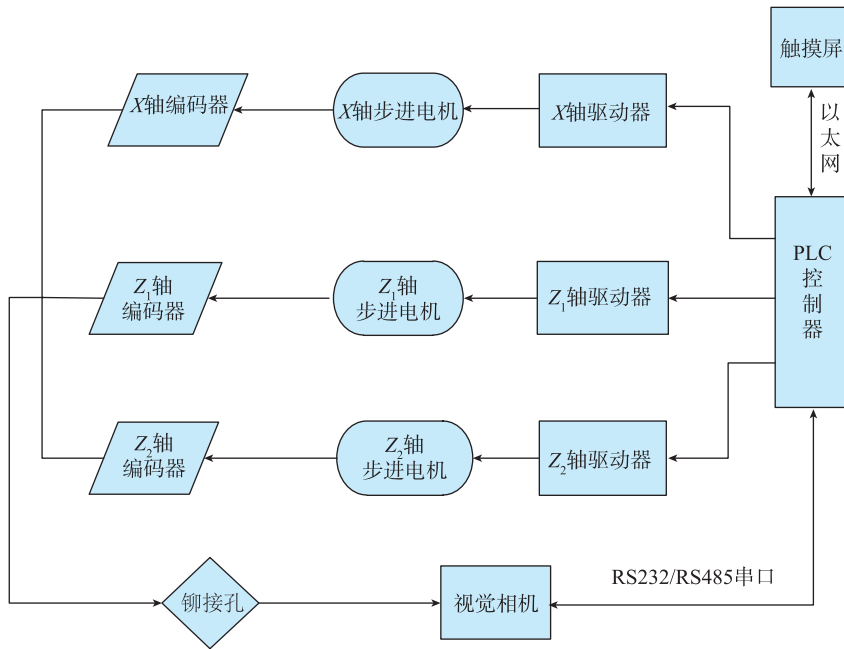 触摸屏
X轴编码器
X轴步进电机
X轴驱动器
以
太
网
Z₁轴
编码器
Z₁轴
步进电机
Z₁轴驱动器
PLC
控
制
器
Z₂轴
编码器
Z₂轴
步进电机
Z₂轴驱动器
铆接孔
视觉相机
RS232/RS485串口